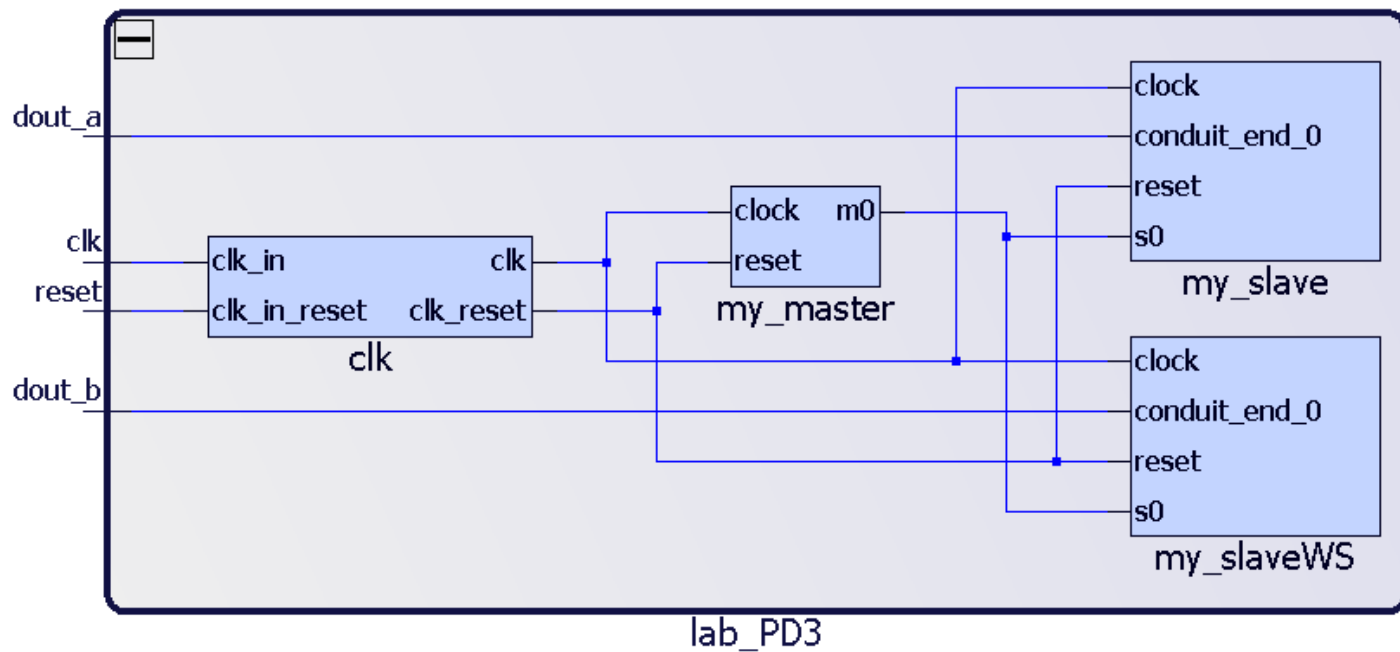 dout_a
clk
reset
dout_b
clk_in
clk
clk_in_reset
clk_reset
clk
clock
m0
reset
my_master
clock
conduit_end_0
reset
s0
my_slave
clock
conduit_end_0
reset
s0
my_slaveWS
lab_PD3